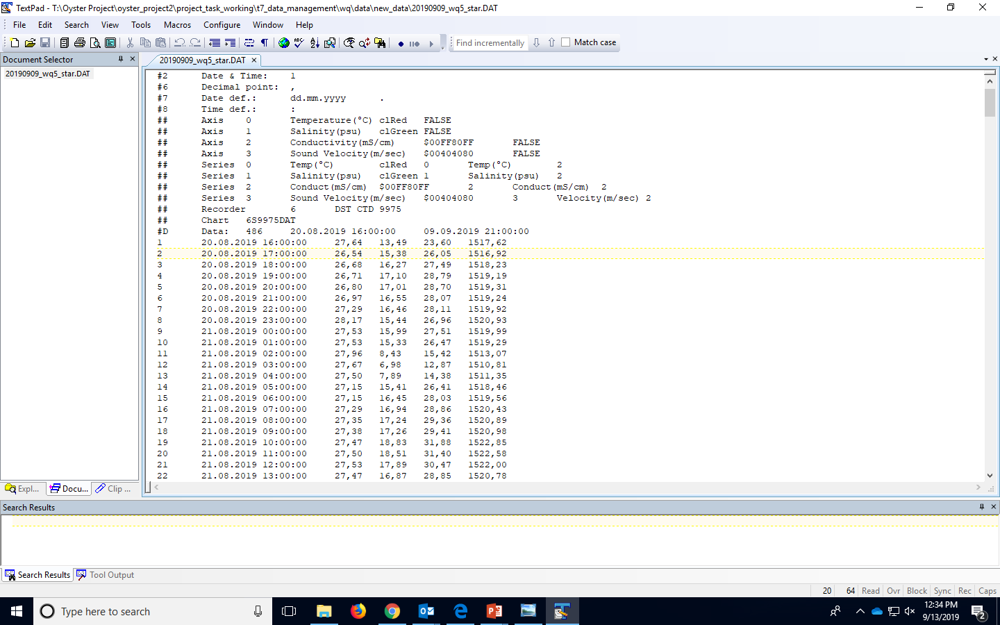 TextPad - T:\Oyster Project\oyster_project2\project_task_working\t7_data_management\wq\data\new_data\20190909_wq5_star.DAT
File Edit Search View Tools Macros Configure Window Help
Find incrementally Match case
Document Selector
20190909_wq5_star.DAT
20190909_wq5_star.DAT
#2 Date & Time: 1
#6 Decimal point: ,
#7 Date def.: dd.mm.yyyy .
#8 Time def.: :
## Axis 0 Temperature(°C) clRed FALSE
## Axis 1 Salinity(psu) clGreen FALSE
## Axis 2 Conductivity(mS/cm) $00FF80FF FALSE
## Axis 3 Sound Velocity(m/sec) $00404080 FALSE
## Series 0 Temp(°C) clRed 0 Temp(°C) 2
## Series 1 Salinity(psu) clGreen 1 Salinity(psu) 2
## Series 2 Conduct(mS/cm) $00FF80FF 2 Conduct(mS/cm) 2
## Series 3 Sound Velocity(m/sec) $00404080 3 Velocity(m/sec) 2
## Recorder 6 DST CTD 9975
## Chart 6S9975DAT
#D Data: 486 20.08.2019 16:00:00 09.09.2019 21:00:00
1 20.08.2019 16:00:00 27,64 13,49 23,60 1517,62
2 20.08.2019 17:00:00 26,54 15,38 26,05 1516,92
3 20.08.2019 18:00:00 26,68 16,27 27,49 1518,23
4 20.08.2019 19:00:00 26,71 17,10 28,79 1519,19
5 20.08.2019 20:00:00 26,80 17,01 28,70 1519,31
6 20.08.2019 21:00:00 26,97 16,55 28,07 1519,24
7 20.08.2019 22:00:00 27,29 16,46 28,11 1519,92
8 20.08.2019 23:00:00 28,17 15,44 26,96 1520,93
9 21.08.2019 00:00:00 27,53 15,99 27,51 1519,99
10 21.08.2019 01:00:00 27,53 15,33 26,47 1519,29
11 21.08.2019 02:00:00 27,96 8,43 15,42 1513,07
12 21.08.2019 03:00:00 27,67 6,98 12,87 1510,81
13 21.08.2019 04:00:00 27,50 7,89 14,38 1511,35
14 21.08.2019 05:00:00 27,15 15,41 26,41 1518,46
15 21.08.2019 06:00:00 27,15 16,45 28,03 1519,56
16 21.08.2019 07:00:00 27,29 16,94 28,86 1520,43
17 21.08.2019 08:00:00 27,35 17,24 29,36 1520,89
18 21.08.2019 09:00:00 27,38 17,26 29,41 1520,98
19 21.08.2019 10:00:00 27,47 18,83 31,88 1522,85
20 21.08.2019 11:00:00 27,50 18,51 31,40 1522,58
21 21.08.2019 12:00:00 27,53 17,89 30,47 1522,00
22 21.08.2019 13:00:00 27,47 16,87 28,85 1520,78
Expl... Docu... Clip ...
Search Results
Search Results Tool Output
20 64 Read Ovr Block Sync Rec Caps
Type here to search
12:34 PM
9/13/2019
2